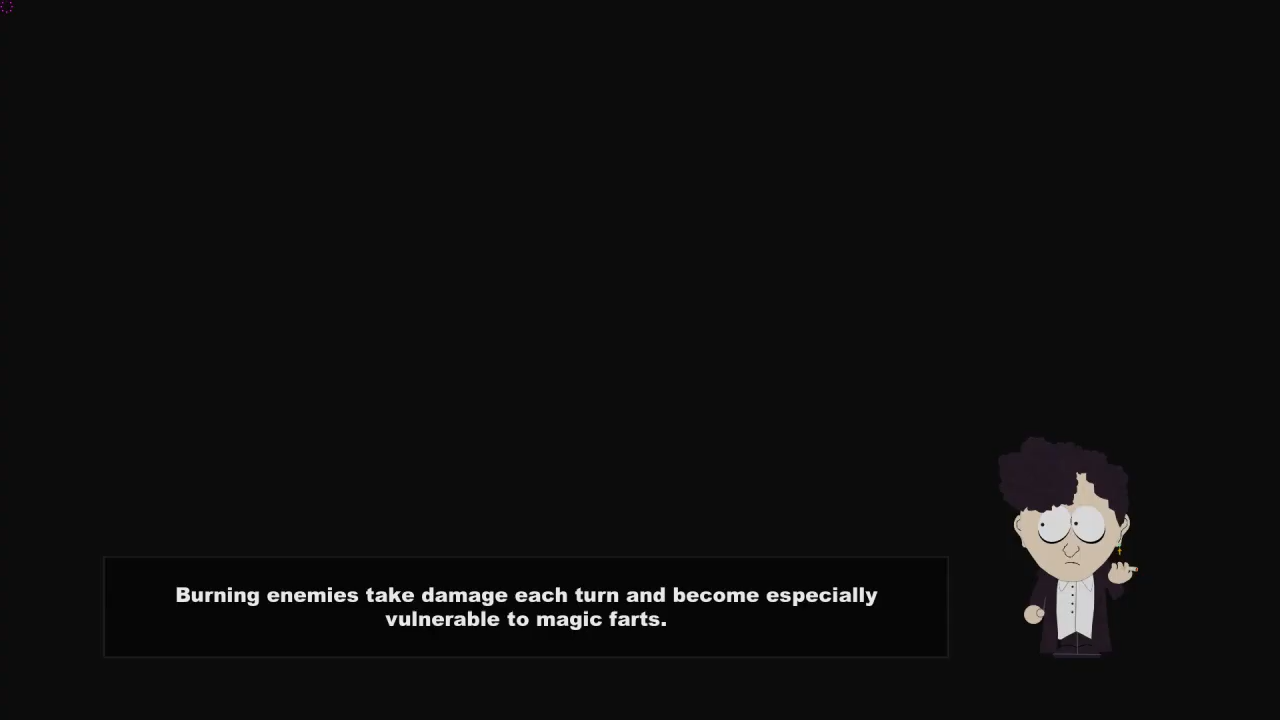 Burning enemies take damage each turn and become especially
vulnerable to magic farts.